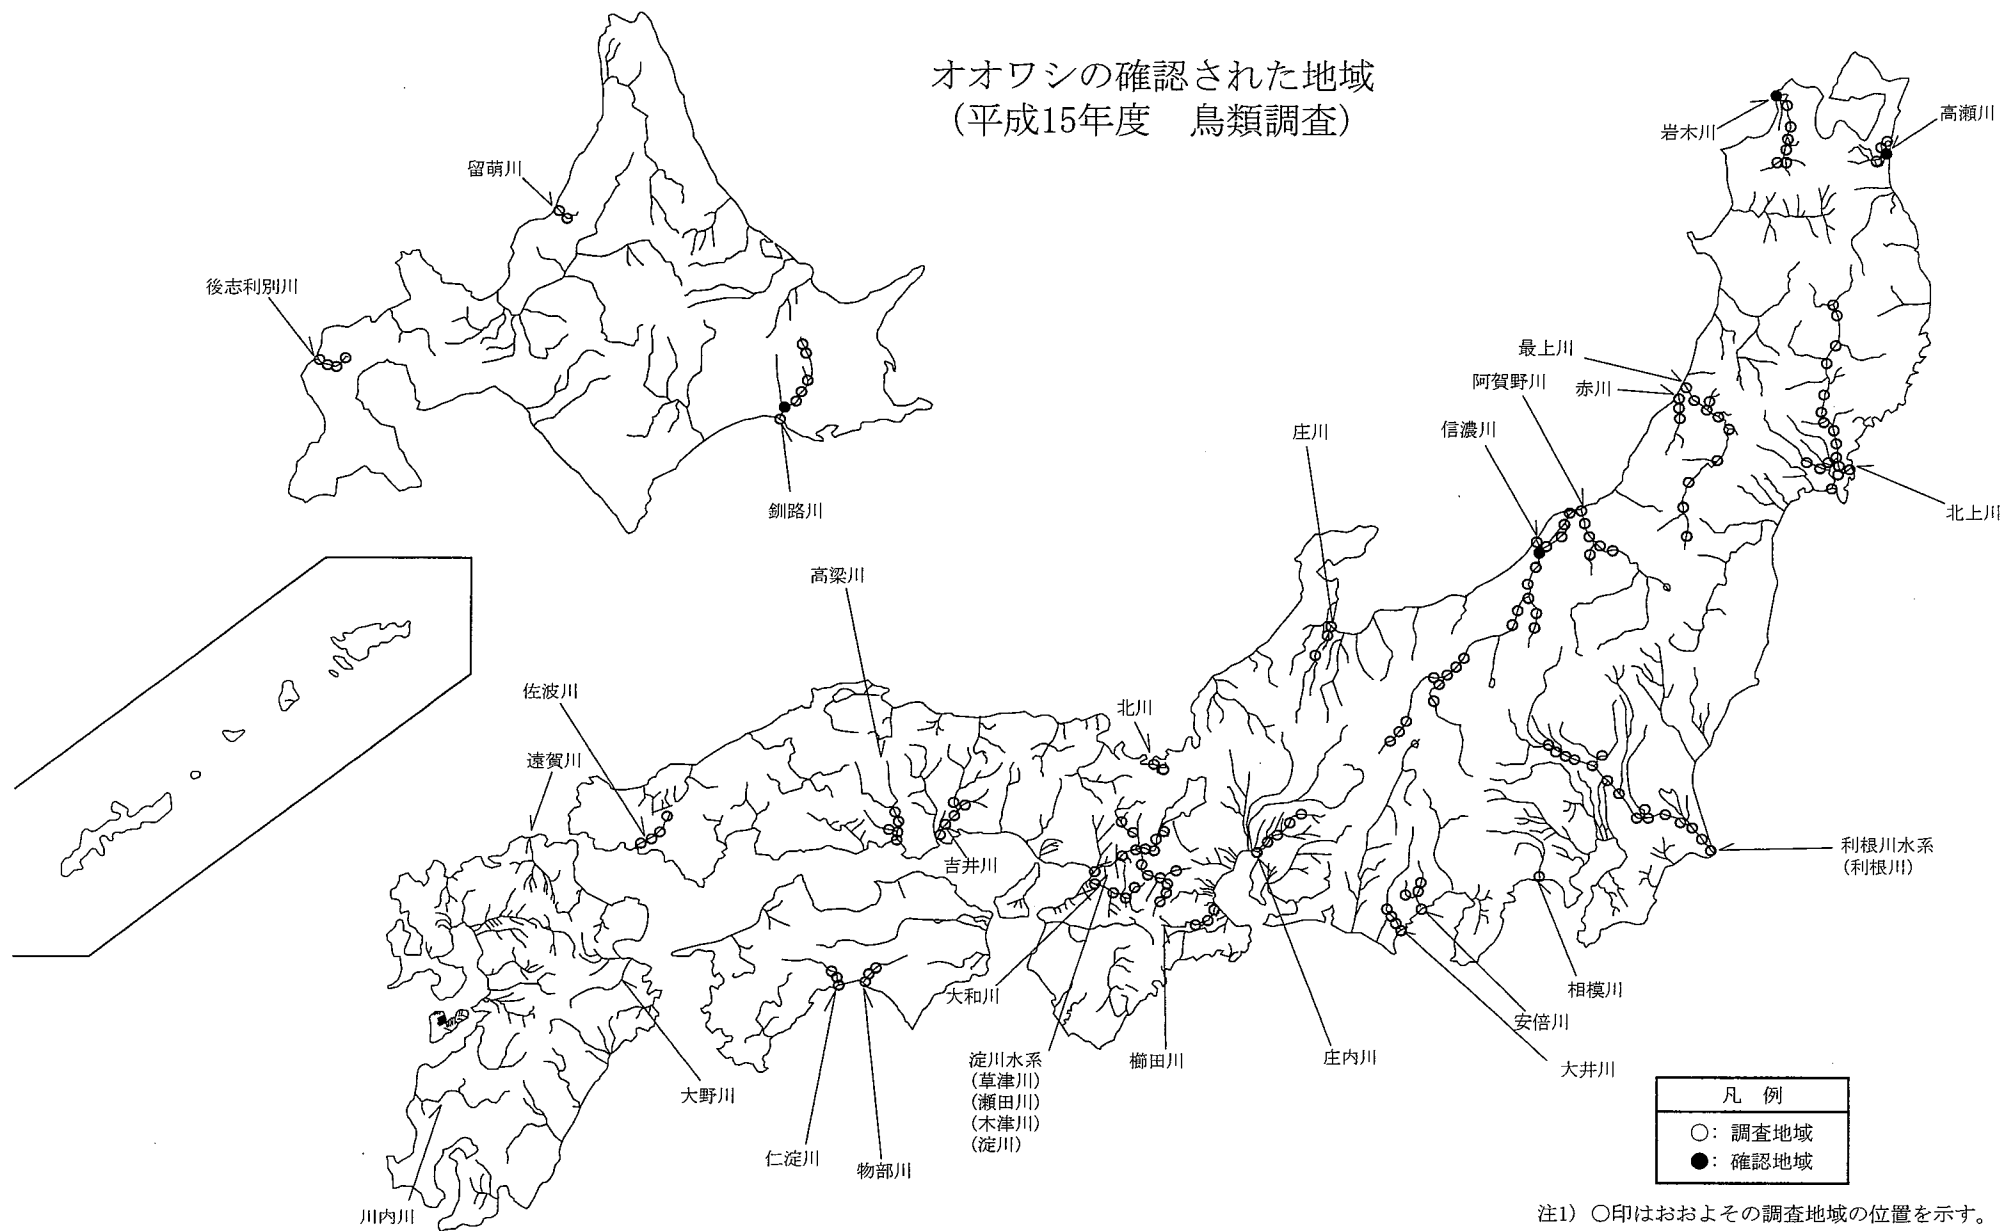 オオワシの確認された地域
(平成15年度 鳥類調査)
岩木川
高瀬川
留萌川
後志利別川
釧路川
最上川
阿賀野川
赤川
信濃川
庄川
北上川
高梁川
佐波川
北川
遠賀川
吉井川
利根川水系
(利根川)
大和川
相模川
安倍川
淀川水系
(草津川)
(瀬田川)
(木津川)
(淀川)
櫛田川
庄内川
大井川
大野川
仁淀川
物部川
川内川
凡 例
○: 調査地域
●: 確認地域
注1) ○印はおおよその調査地域の位置を示す。